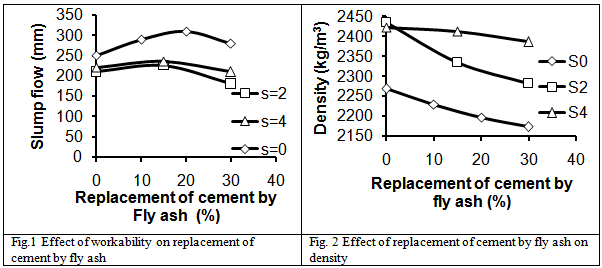 Slump flow (mm)
350
300
250
200
150
100
50
0
s=2
s=4
s=0
0 10 20 30 40
Replacement of cement by
Fly ash (%)
Fig.1 Effect of workability on replacement of
cement by fly ash
Density (kg/m³)
2450
2400
2350
2300
2250
2200
2150
S0
S2
S4
0 10 20 30 40
Replacement of cement by
fly ash (%)
Fig. 2 Effect of replacement of cement by fly ash on
density